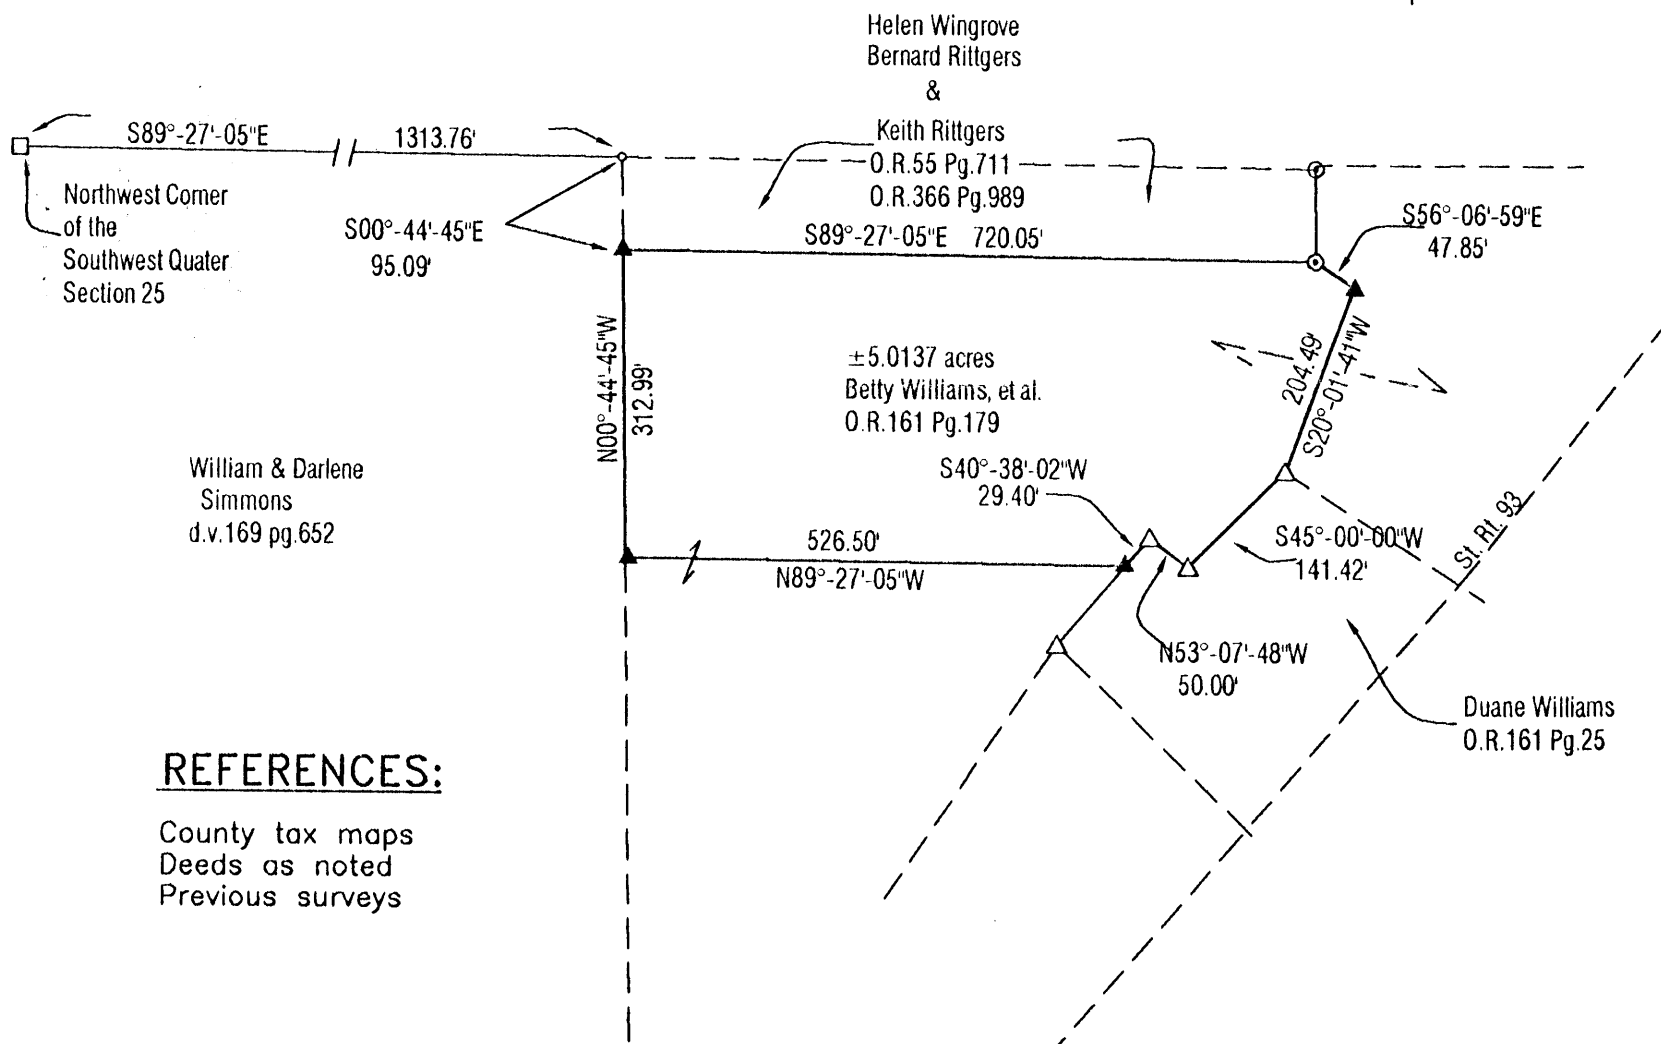 Helen Wingrove
Bernard Rittgers
&
Keith Rittgers
O.R.55 Pg.711
O.R.366 Pg.989
S89°-27'-05"E 1313.76'
Northwest Corner
of the
Southwest Quater
Section 25
S00°-44'-45"E
95.09'
S89°-27'-05"E 720.05'
S56°-06'-59"E
47.85'
N00°-44'-45"W
312.99'
±5.0137 acres
Betty Williams, et al.
O.R.161 Pg.179
204.49'
S20°-01'-41"W
William & Darlene
Simmons
d.v.169 pg.652
S40°-38'-02"W
29.40'
526.50'
N89°-27'-05"W
S45°-00'-00"W
141.42'
St. Rt. 93
N53°-07'-48"W
50.00'
Duane Williams
O.R.161 Pg.25
REFERENCES:
County tax maps
Deeds as noted
Previous surveys